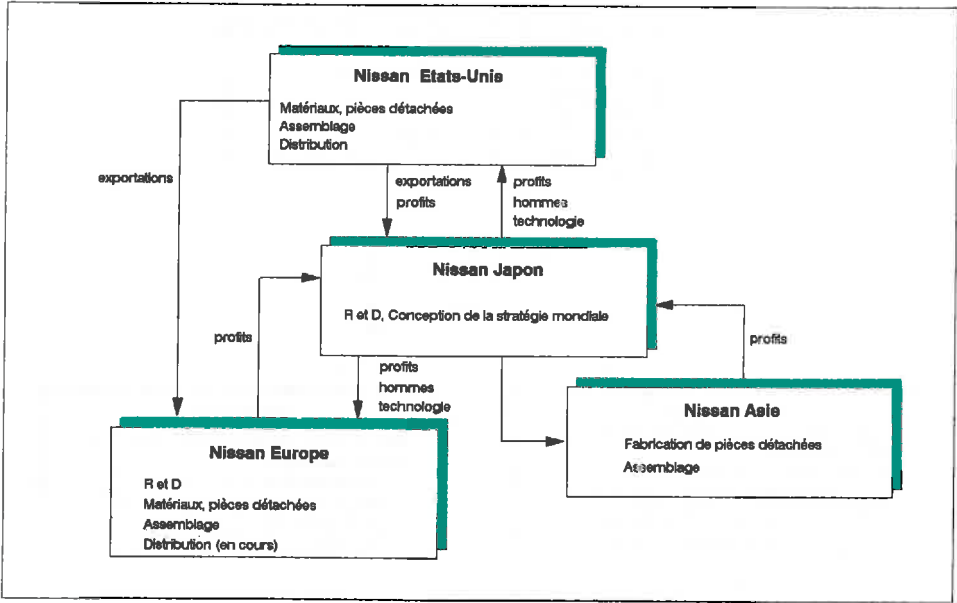 Nissan Etats-Unis
Matériaux, pièces détachées
Assemblage
Distribution
exportations
exportations
profits
profits
hommes
technologie
Nissan Japon
R et D, Conception de la stratégie mondiale
profits
profits
hommes
technologie
profits
Nissan Asie
Fabrication de pièces détachées
Assemblage
Nissan Europe
R et D
Matériaux, pièces détachées
Assemblage
Distribution (en cours)